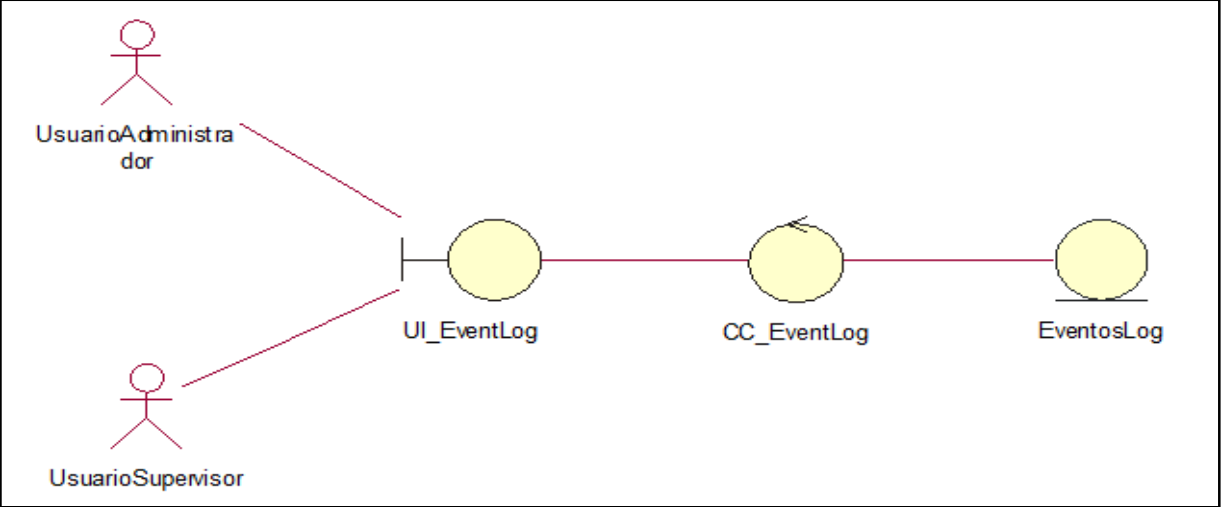 UsuarioAdministra
dor
UI_EventLog
CC_EventLog
EventosLog
UsuarioSupervisor